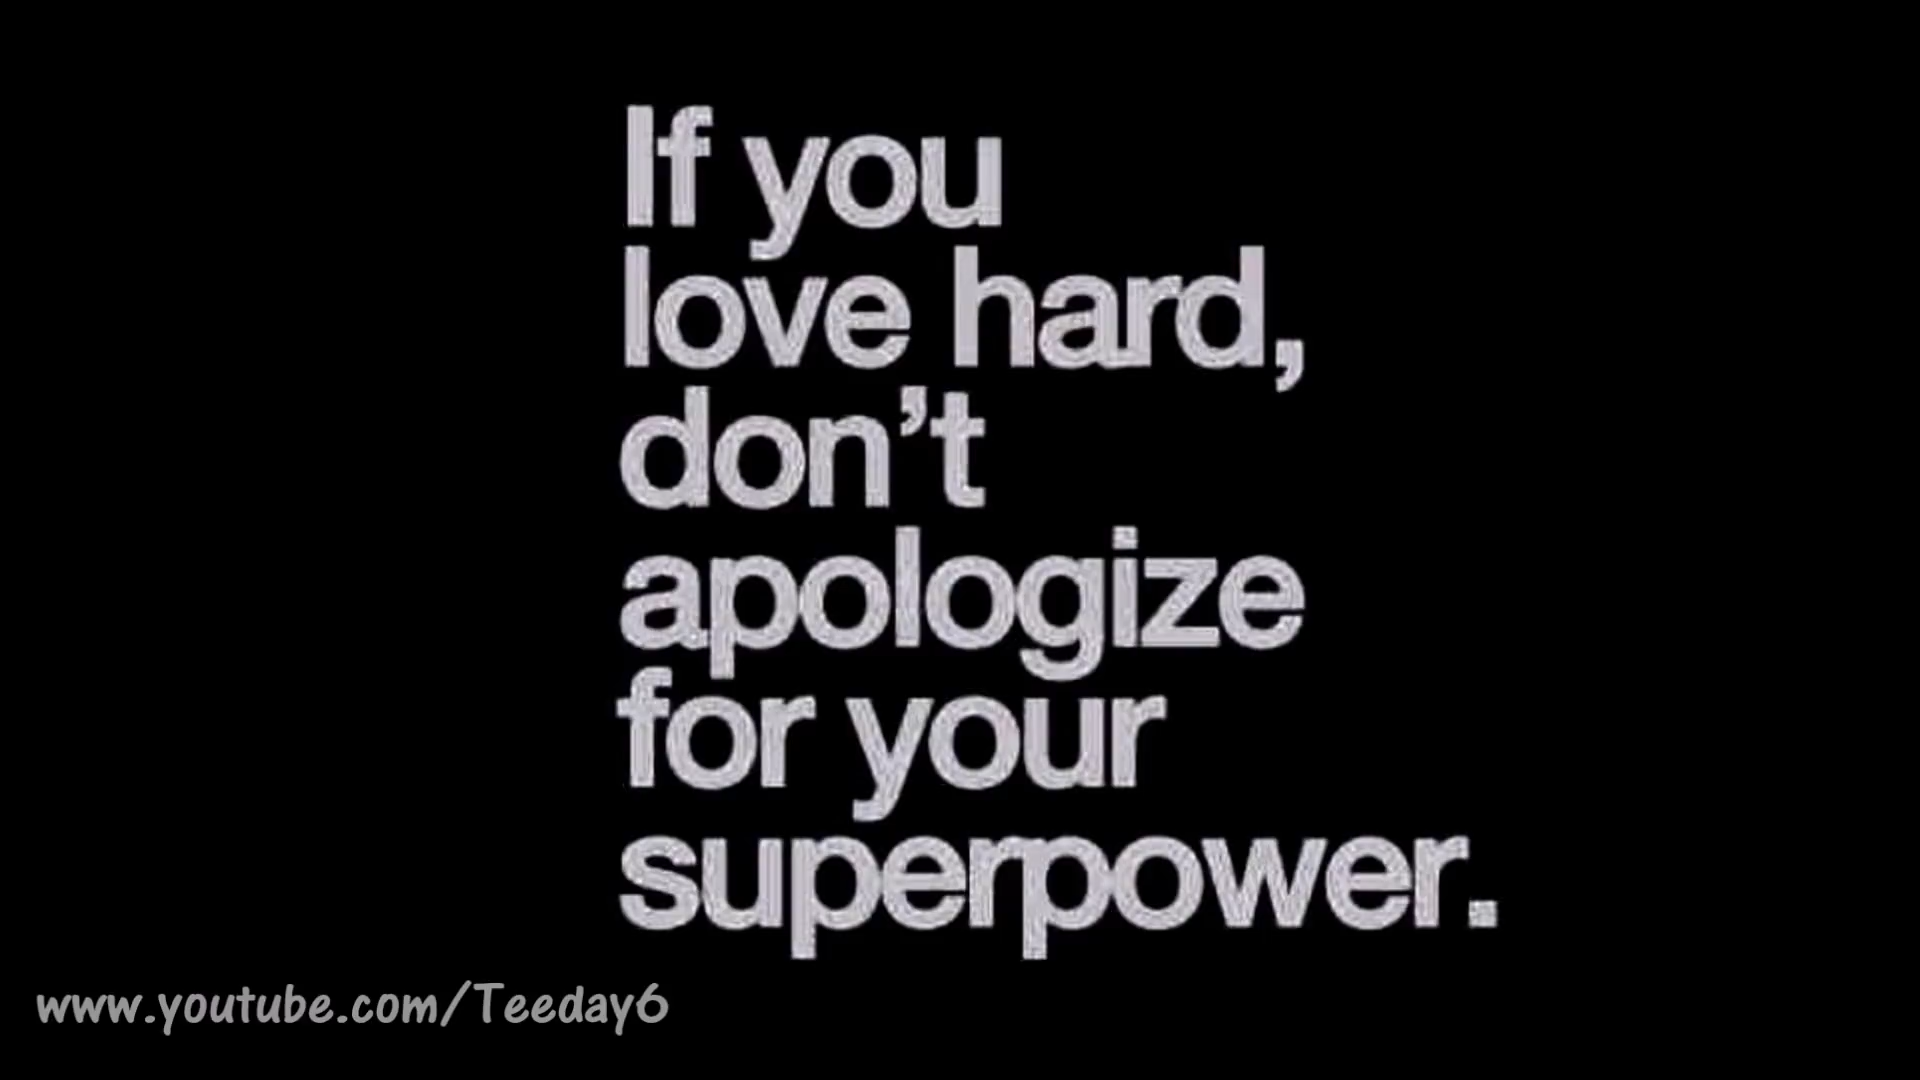 If you
love hard,
don’t
apologize
for your
superpower.
www.youtube.com/Teeday6